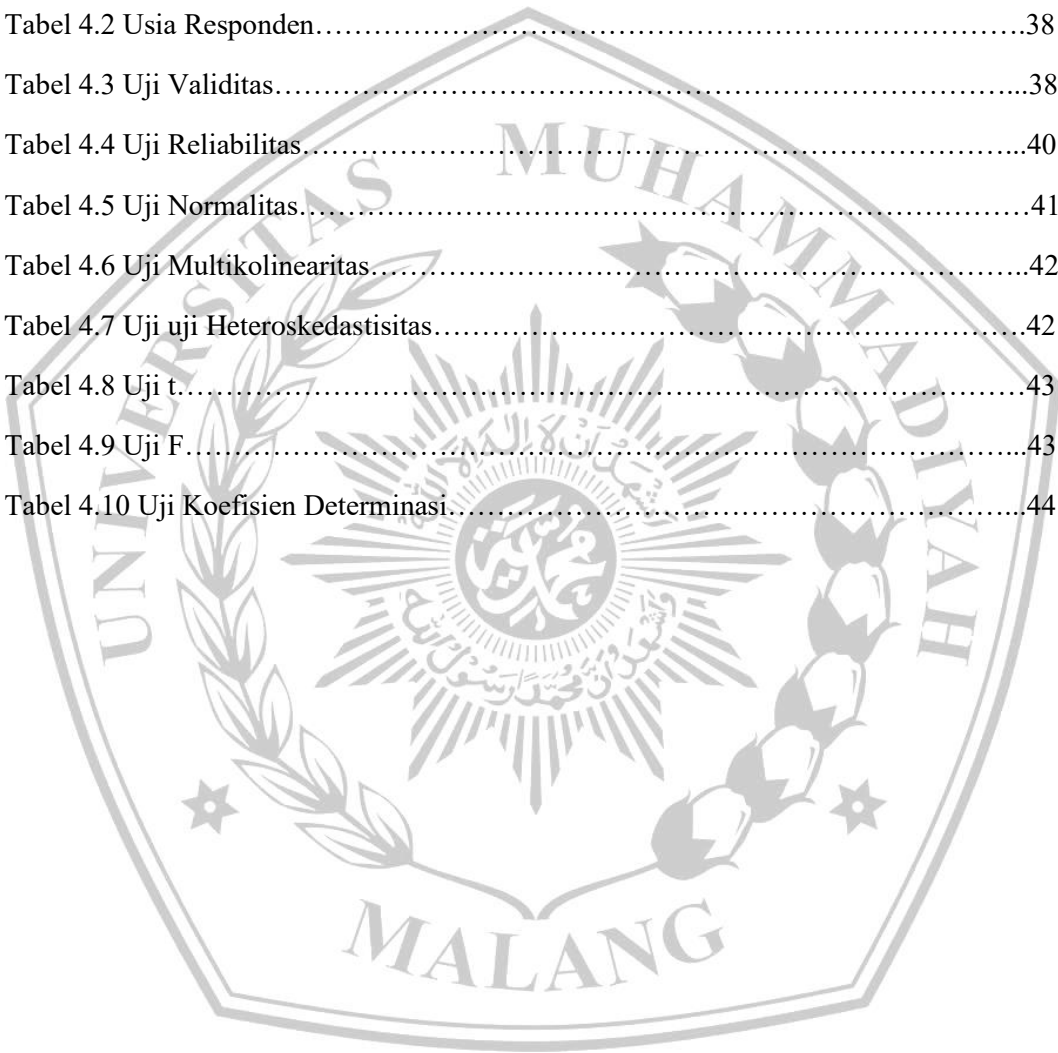 Tabel 4.2 Usia Responden……………………………………………………………….38
Tabel 4.3 Uji Validitas…………………………………………………………………...38
Tabel 4.4 Uji Reliabilitas………………………………………………………………...40
Tabel 4.5 Uji Normalitas…………………………………………………………………41
Tabel 4.6 Uji Multikolinearitas…………………………………………………………..42
Tabel 4.7 Uji uji Heteroskedastisitas……………………………………………………42
Tabel 4.8 Uji t……………………………………………………………………………43
Tabel 4.9 Uji F…………………………………………………………………………...43
Tabel 4.10 Uji Koefisien Determinasi…………………………………………………...44
UNIVERSITAS MUHAMMADIYAH
MALANG